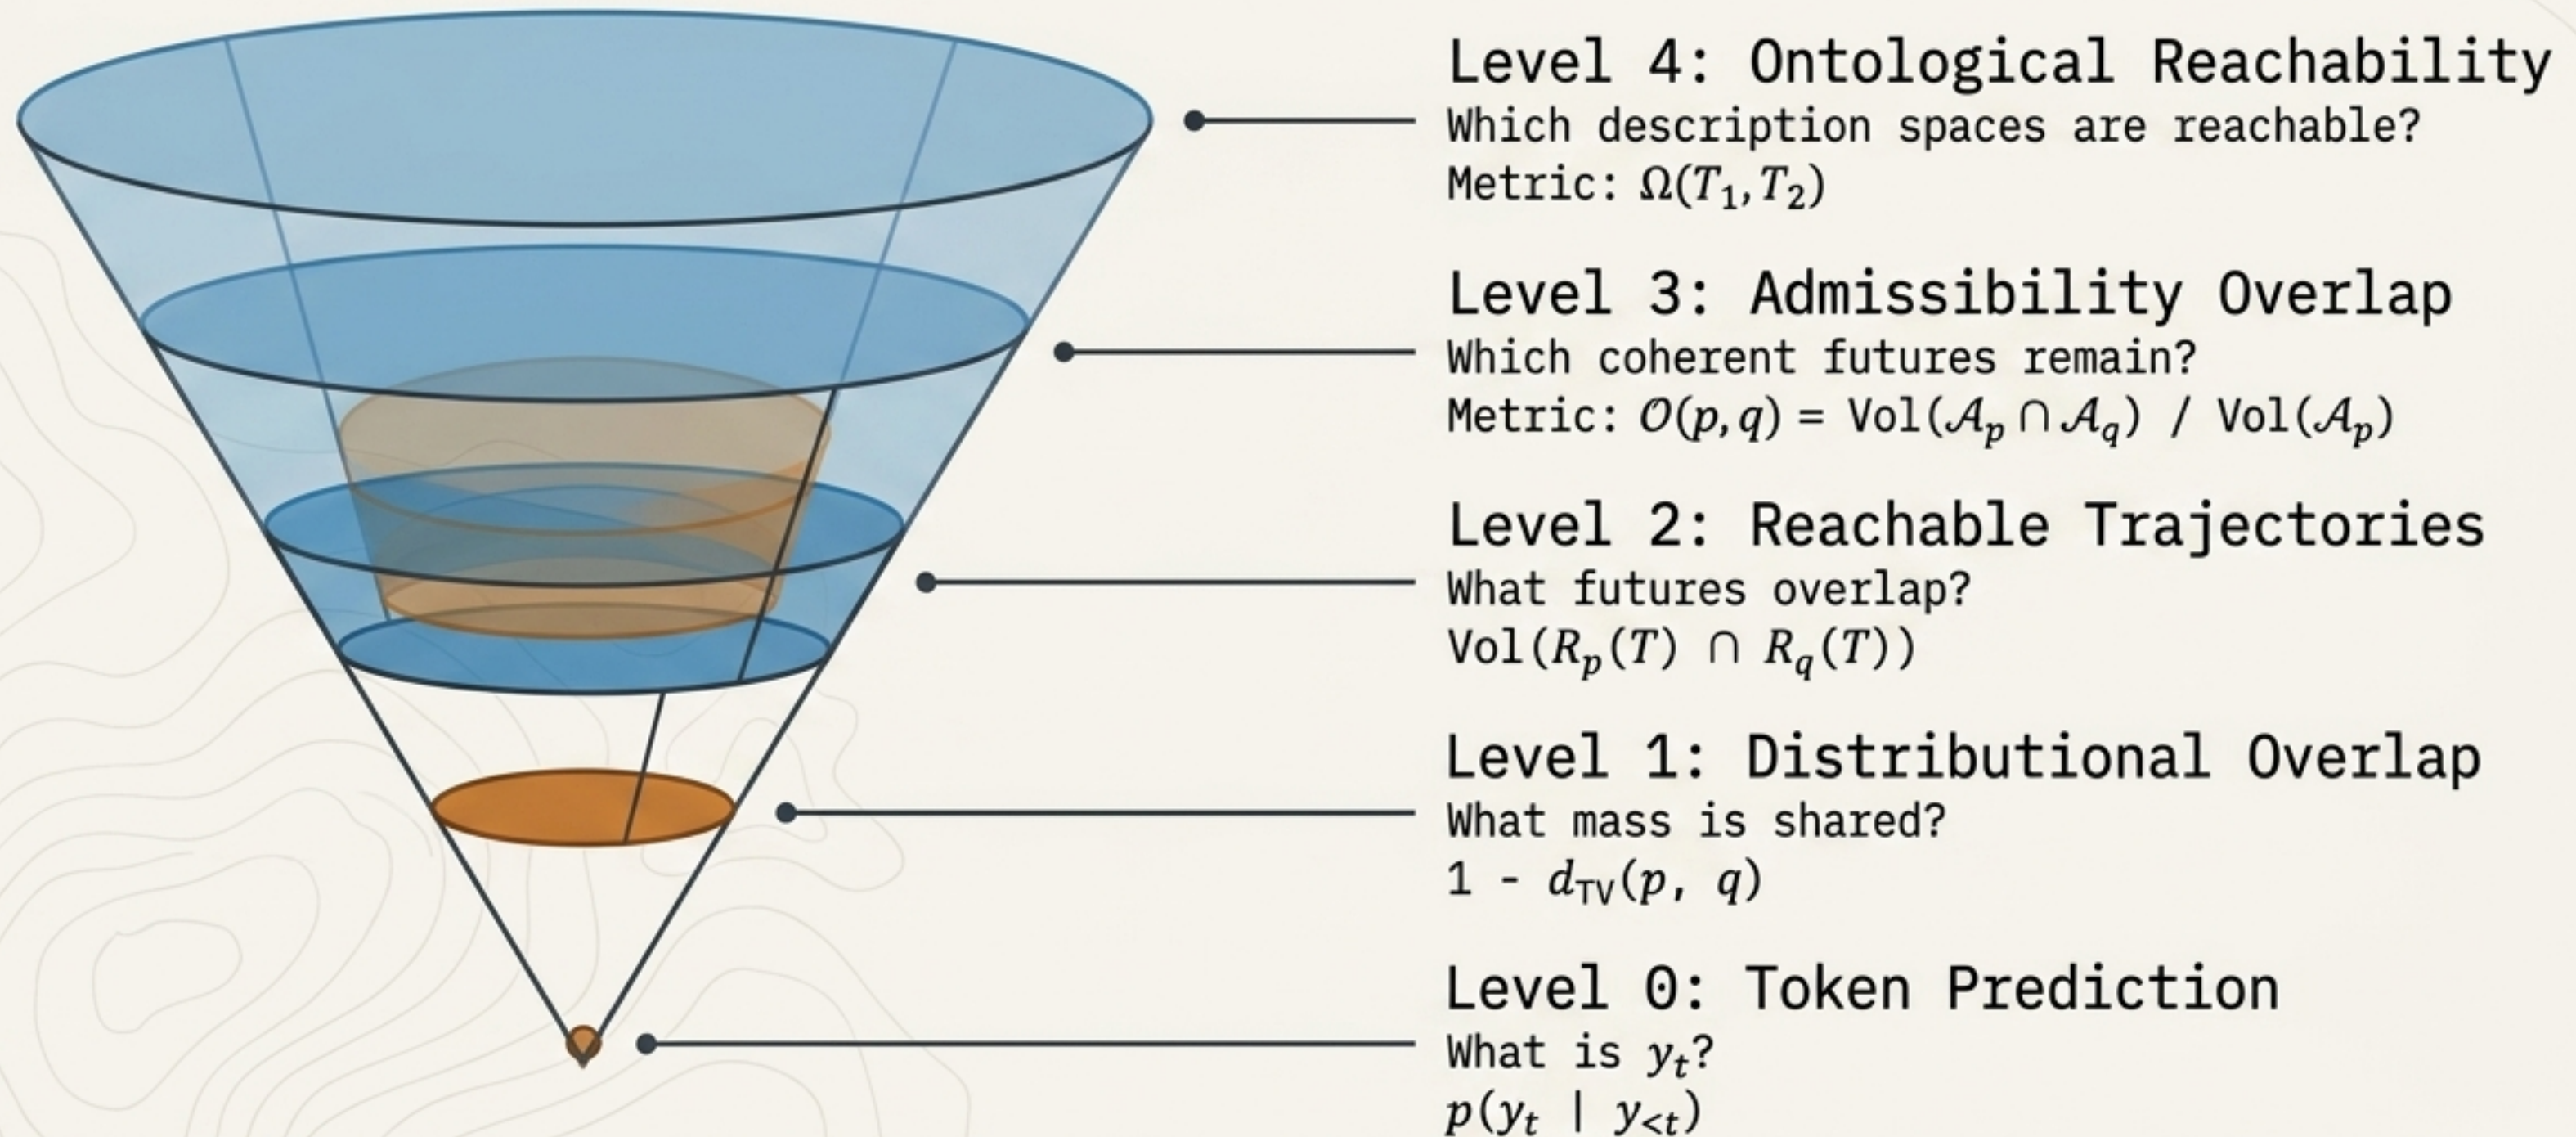 Level 4: Ontological Reachability
Which description spaces are reachable?
Metric: Ω(T₁,T₂)
Level 3: Admissibility Overlap
Which coherent futures remain?
Metric: 𝒪(p,q) = Vol(𝒜ₚ∩𝒜_q) / Vol(𝒜ₚ)
Level 2: Reachable Trajectories
What futures overlap?
Vol(Rₚ(T) ∩ R_q(T))
Level 1: Distributional Overlap
What mass is shared?
1 - d_TV(p, q)
Level 0: Token Prediction
What is yₜ?
p(yₜ | y_<t)